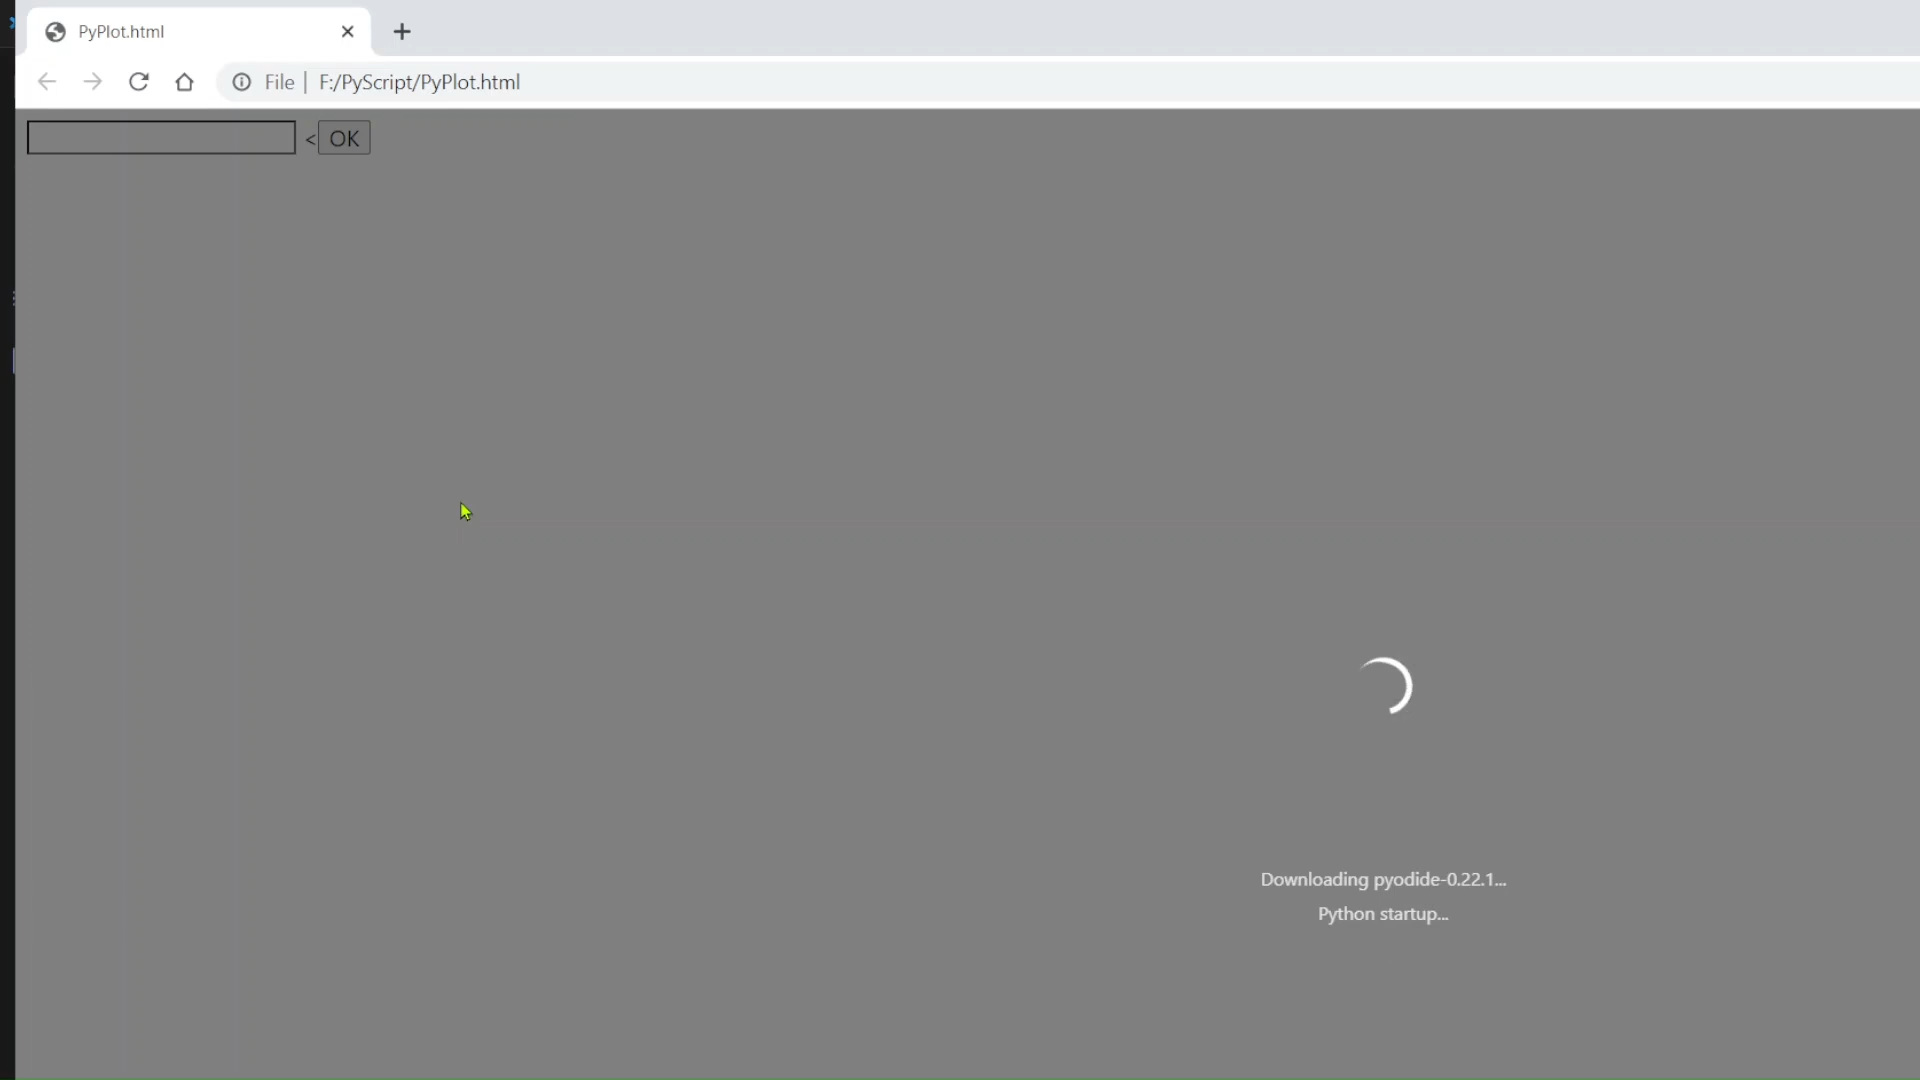 PyPlot.html
File | F:/PyScript/PyPlot.html
< OK
Downloading pyodide-0.22.1...
Python startup...